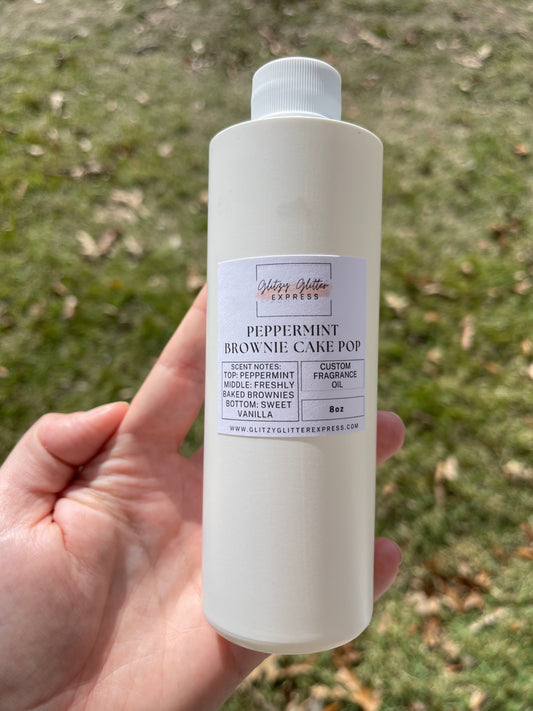 Glitzy Glitter
EXPRESS
PEPPERMINT
BROWNIE CAKE POP
SCENT NOTES:
TOP: PEPPERMINT
MIDDLE: FRESHLY
BAKED BROWNIES
BOTTOM: SWEET
VANILLA
CUSTOM
FRAGRANCE
OIL
8oz
WWW.GLITZYGLITTEREXPRESS.COM